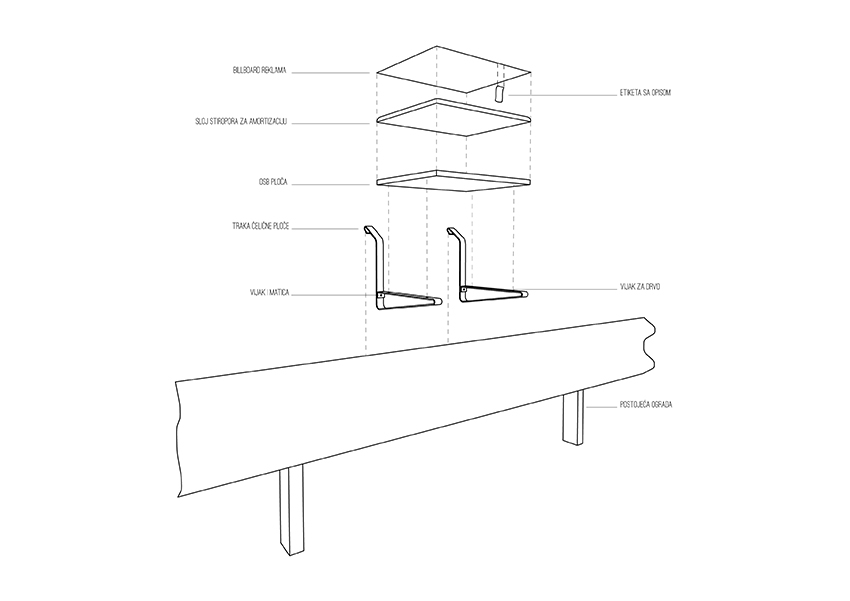 BILLBOARD REKLAMA
ETIKETA SA OPISOM
SLOJ STIROPORA ZA AMORTIZACIJU
OSB PLOČA
TRAKA ČELIČNE PLOČE
VIJAK I MATICA
VIJAK ZA DRVO
POSTOJEĆA OGRADA